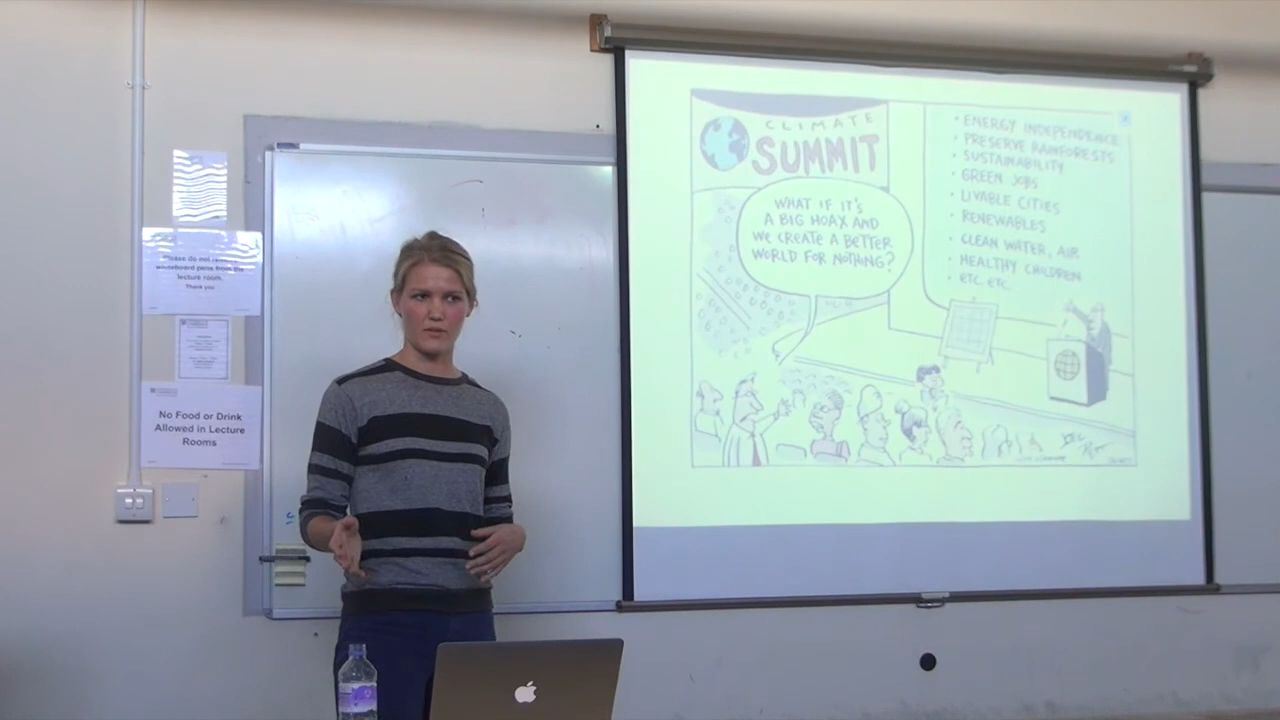 Please do not remove
whiteboard pens from the
lecture room.
Thank you
No Food or Drink
Allowed in Lecture
Rooms
CLIMATE
SUMMIT
WHAT IF IT'S
A BIG HOAX AND
WE CREATE A BETTER
WORLD FOR NOTHING?
• ENERGY INDEPENDENCE
• PRESERVE RAINFORESTS
• SUSTAINABILITY
• GREEN JOBS
• LIVABLE CITIES
• RENEWABLES
• CLEAN WATER, AIR
• HEALTHY CHILDREN
• ETC. ETC.